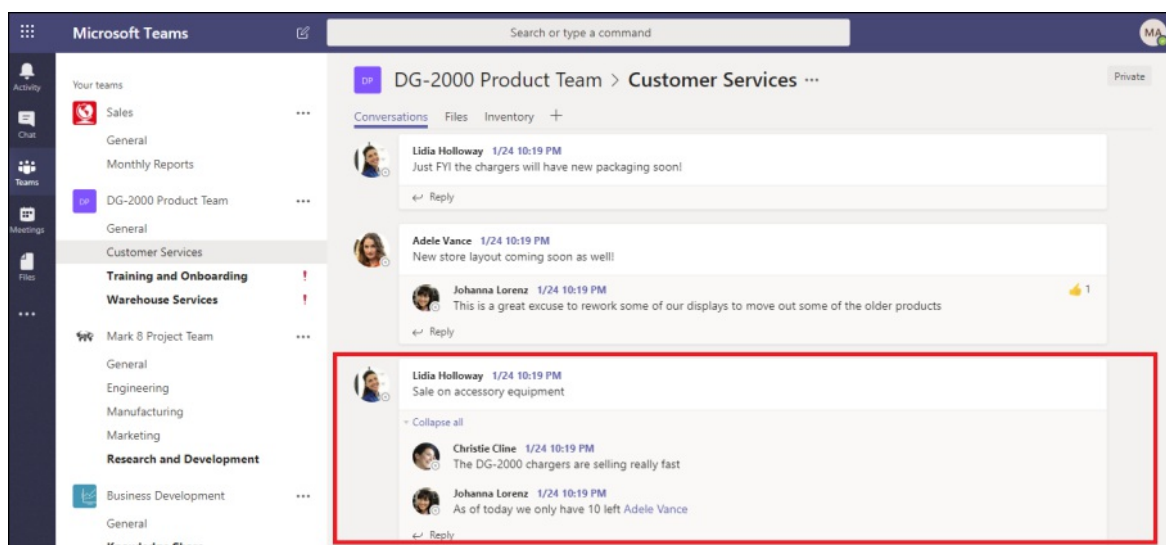 Microsoft Teams
Search or type a command
MA
Activity
Chat
Teams
Meetings
Files
Your teams
Sales
General
Monthly Reports
DP
DG-2000 Product Team
General
Customer Services
Training and Onboarding
Warehouse Services
Mark 8 Project Team
General
Engineering
Manufacturing
Marketing
Research and Development
Business Development
General
DP
DG-2000 Product Team > Customer Services ...
Private
Conversations Files Inventory +
Lidia Holloway 1/24 10:19 PM
Just FYI the chargers will have new packaging soon!
Reply
Adele Vance 1/24 10:19 PM
New store layout coming soon as well!
Johanna Lorenz 1/24 10:19 PM
This is a great excuse to rework some of our displays to move out some of the older products
1
Reply
Lidia Holloway 1/24 10:19 PM
Sale on accessory equipment
Collapse all
Christie Cline 1/24 10:19 PM
The DG-2000 chargers are selling really fast
Johanna Lorenz 1/24 10:19 PM
As of today we only have 10 left Adele Vance
Reply